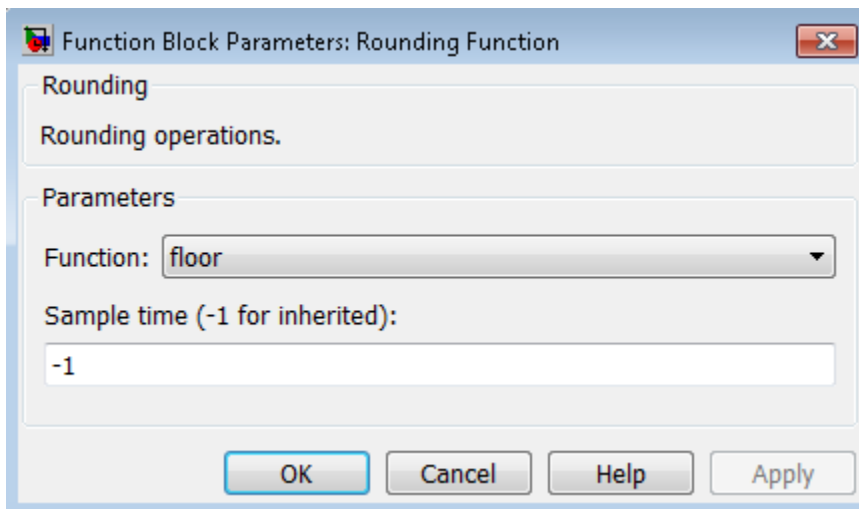 Function Block Parameters: Rounding Function
Rounding
Rounding operations.
Parameters
Function: floor
Sample time (-1 for inherited):
-1
OK Cancel Help Apply